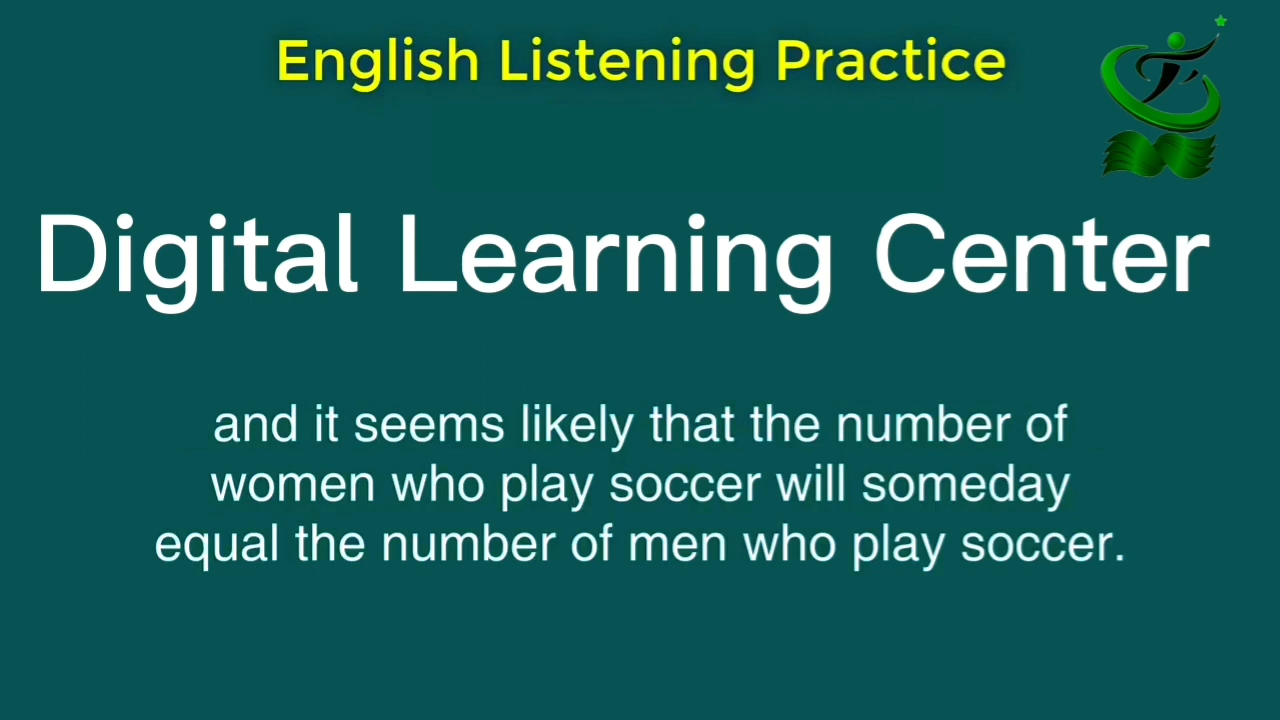 English Listening Practice
Digital Learning Center
and it seems likely that the number of
women who play soccer will someday
equal the number of men who play soccer.